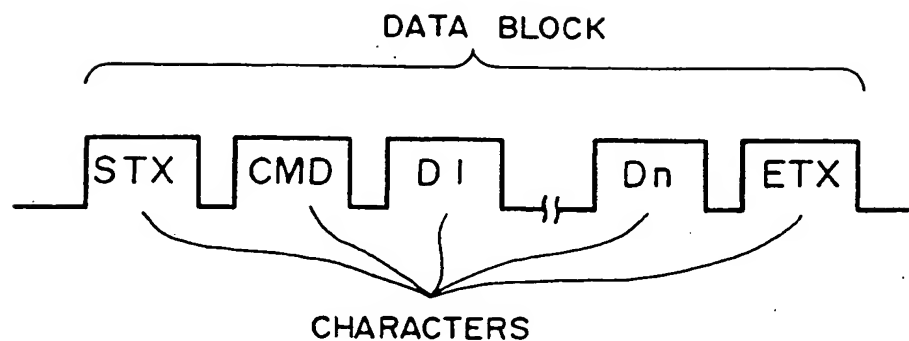 DATA BLOCK
STX CMD D1 Dn ETX
CHARACTERS